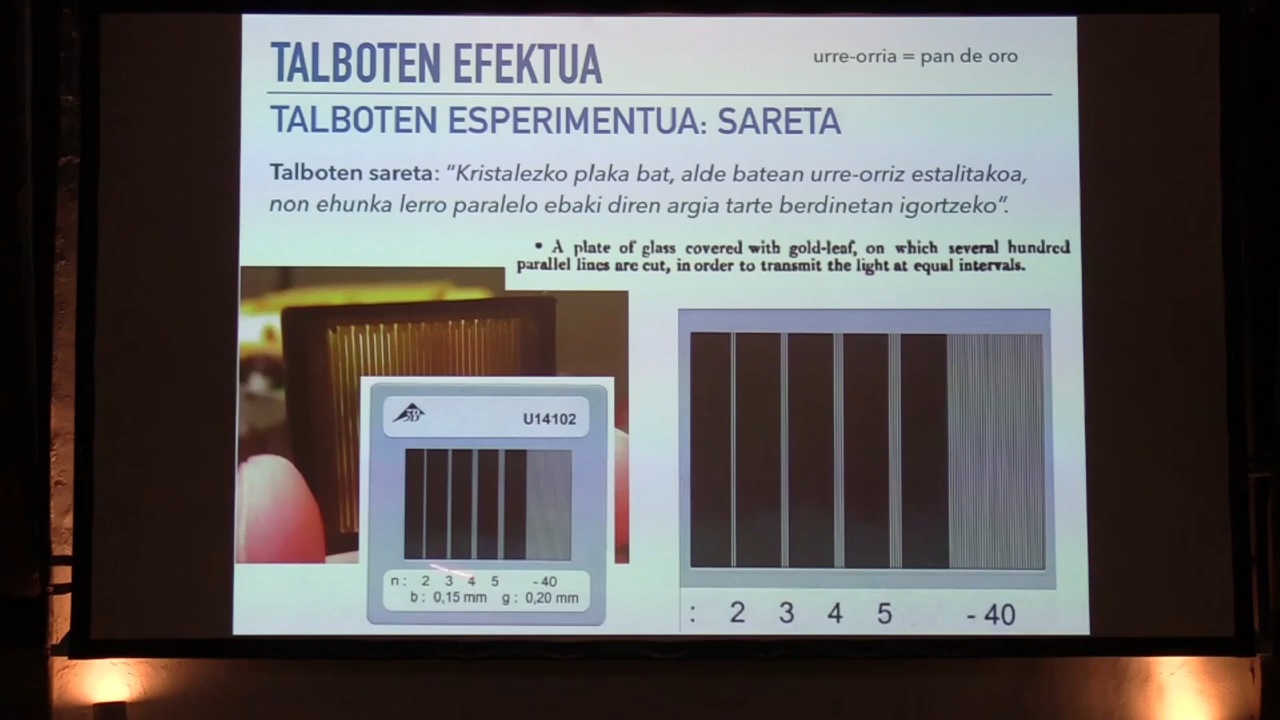 TALBOTEN EFEKTUA
urre-orria = pan de oro
TALBOTEN ESPERIMENTUA: SARETA
Talboten sareta: "Kristalezko plaka bat, alde batean urre-orriz estalitakoa,
non ehunka lerro paralelo ebaki diren argia tarte berdinetan igortzeko".
• A plate of glass covered with gold-leaf, on which several hundred
parallel lines are cut, in order to transmit the light at equal intervals.
3B
U14102
n: 2 3 4 5 -40
b: 0,15 mm g: 0,20 mm
: 2 3 4 5 - 40